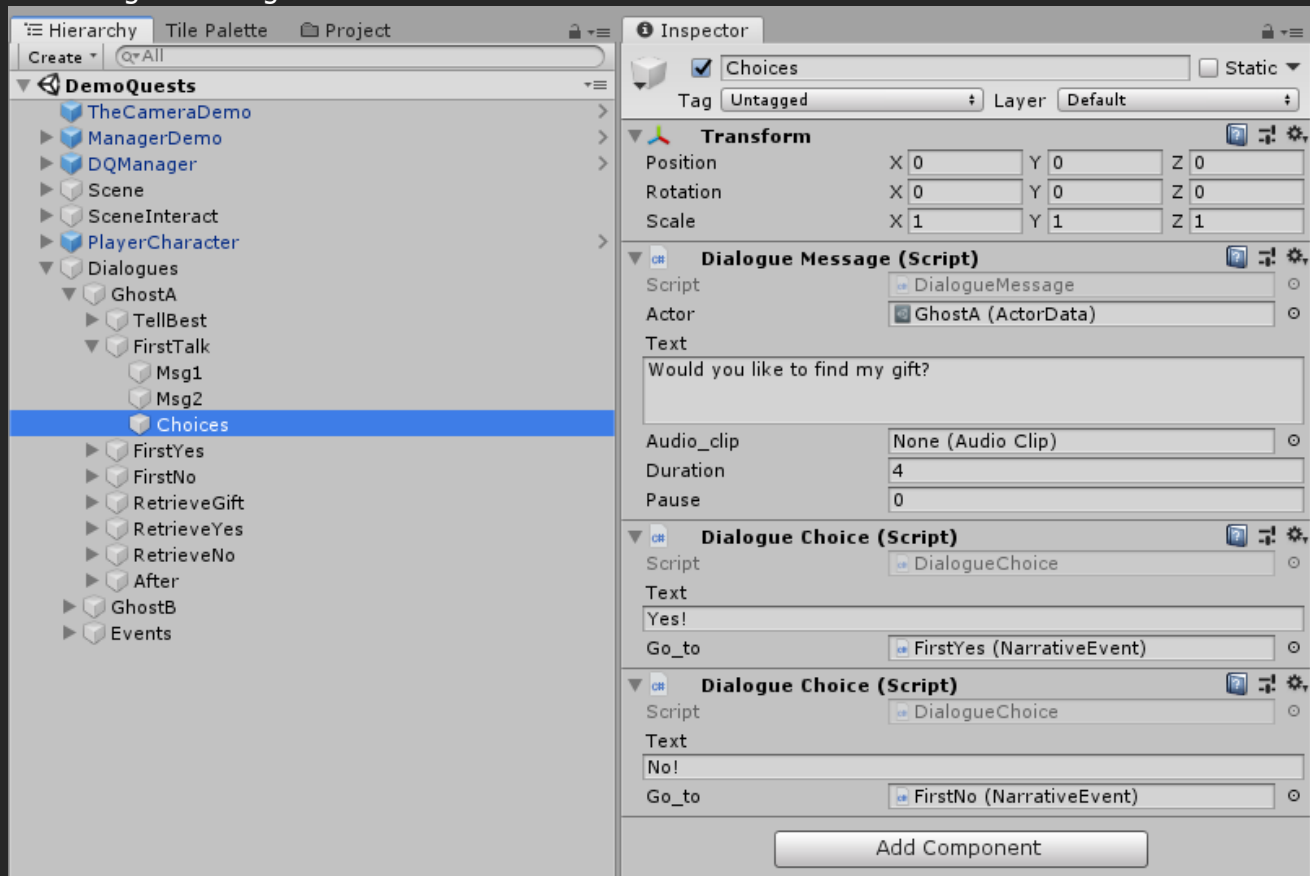 Hierarchy Tile Palette Project
Create All
DemoQuests
TheCameraDemo
ManagerDemo
DQManager
Scene
SceneInteract
PlayerCharacter
Dialogues
GhostA
TellBest
FirstTalk
Msg1
Msg2
Choices
FirstYes
FirstNo
RetrieveGift
RetrieveYes
RetrieveNo
After
GhostB
Events
Inspector
Choices Static
Tag Untagged Layer Default
Transform
Position X 0 Y 0 Z 0
Rotation X 0 Y 0 Z 0
Scale X 1 Y 1 Z 1
c# Dialogue Message (Script)
Script DialogueMessage
Actor GhostA (ActorData)
Text
Would you like to find my gift?
Audio_clip None (Audio Clip)
Duration 4
Pause 0
c# Dialogue Choice (Script)
Script DialogueChoice
Text
Yes!
Go_to FirstYes (NarrativeEvent)
c# Dialogue Choice (Script)
Script DialogueChoice
Text
No!
Go_to FirstNo (NarrativeEvent)
Add Component